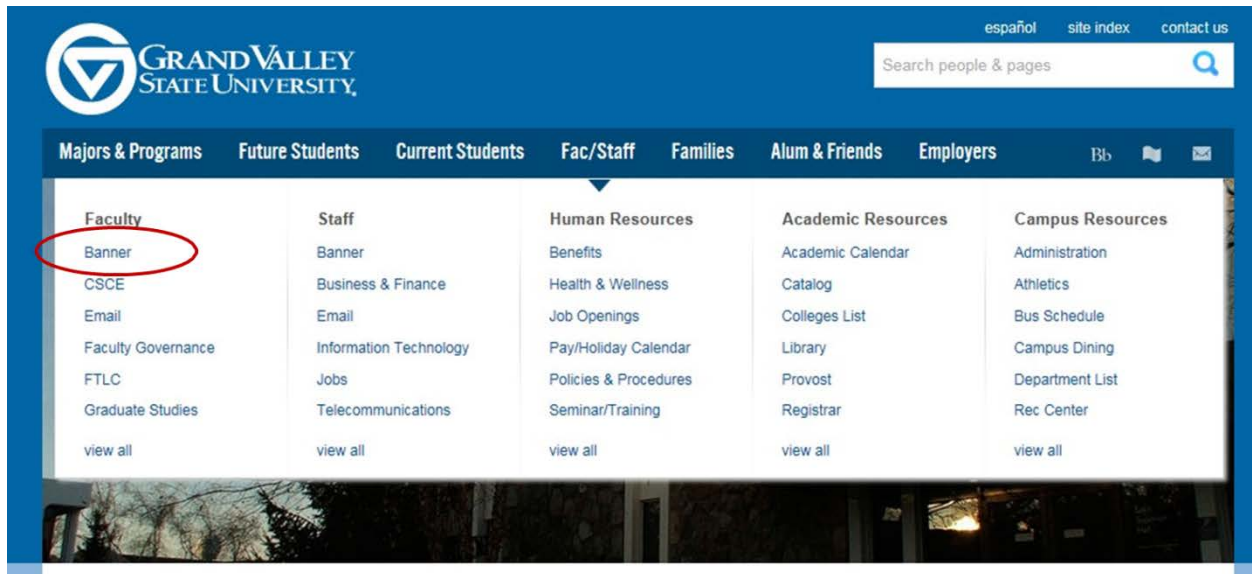 español site index contact us
GRAND VALLEY
STATE UNIVERSITY
Search people & pages
Majors & Programs Future Students Current Students Fac/Staff Families Alum & Friends Employers Bb
Faculty
Banner
CSCE
Email
Faculty Governance
FTLC
Graduate Studies
view all
Staff
Banner
Business & Finance
Email
Information Technology
Jobs
Telecommunications
view all
Human Resources
Benefits
Health & Wellness
Job Openings
Pay/Holiday Calendar
Policies & Procedures
Seminar/Training
view all
Academic Resources
Academic Calendar
Catalog
Colleges List
Library
Provost
Registrar
view all
Campus Resources
Administration
Athletics
Bus Schedule
Campus Dining
Department List
Rec Center
view all